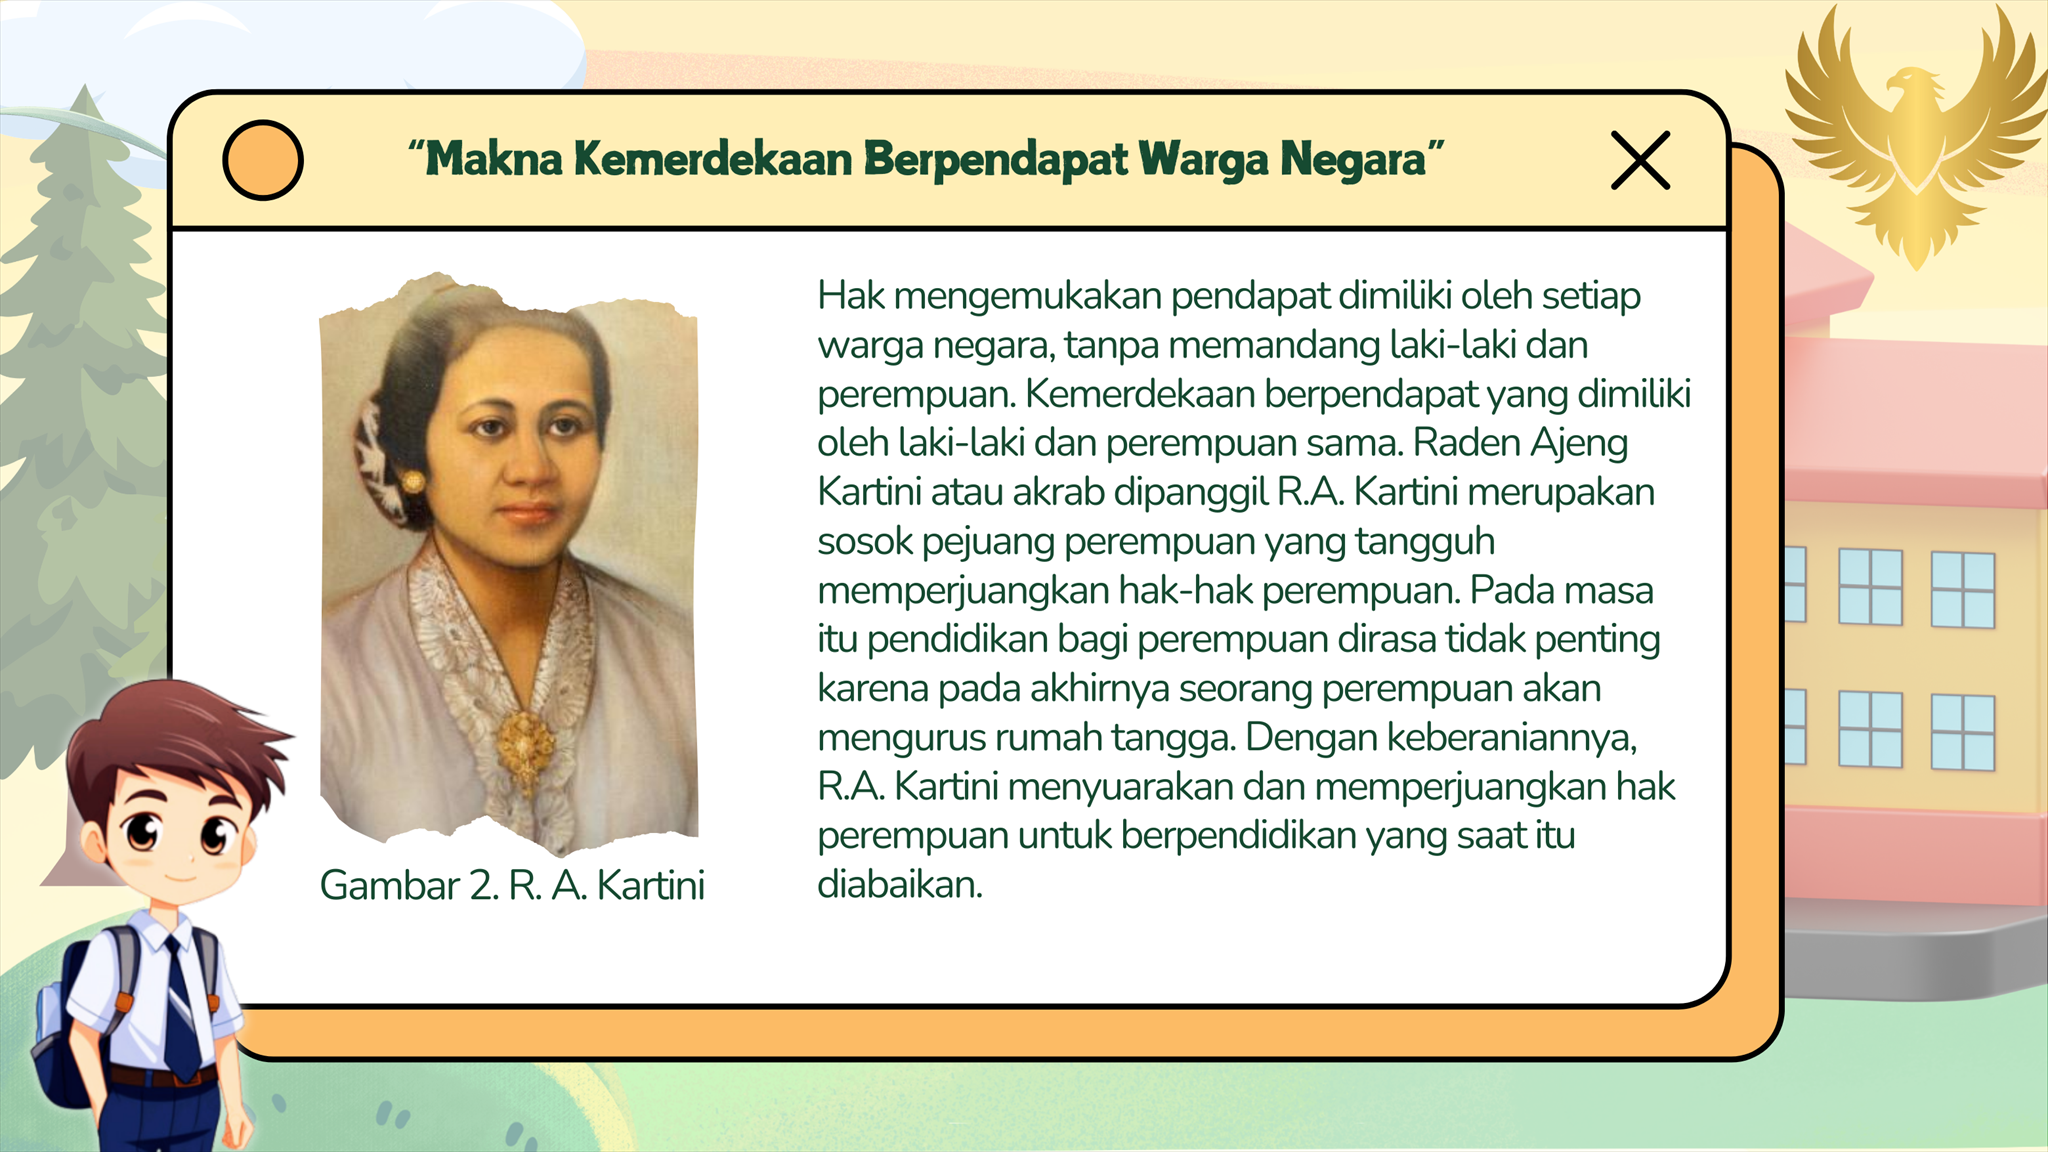 “Makna Kemerdekaan Berpendapat Warga Negara”
Hak mengemukakan pendapat dimiliki oleh setiap
warga negara, tanpa memandang laki-laki dan
perempuan. Kemerdekaan berpendapat yang dimiliki
oleh laki-laki dan perempuan sama. Raden Ajeng
Kartini atau akrab dipanggil R.A. Kartini merupakan
sosok pejuang perempuan yang tangguh
memperjuangkan hak-hak perempuan. Pada masa
itu pendidikan bagi perempuan dirasa tidak penting
karena pada akhirnya seorang perempuan akan
mengurus rumah tangga. Dengan keberaniannya,
R.A. Kartini menyuarakan dan memperjuangkan hak
perempuan untuk berpendidikan yang saat itu
diabaikan.
Gambar 2. R. A. Kartini